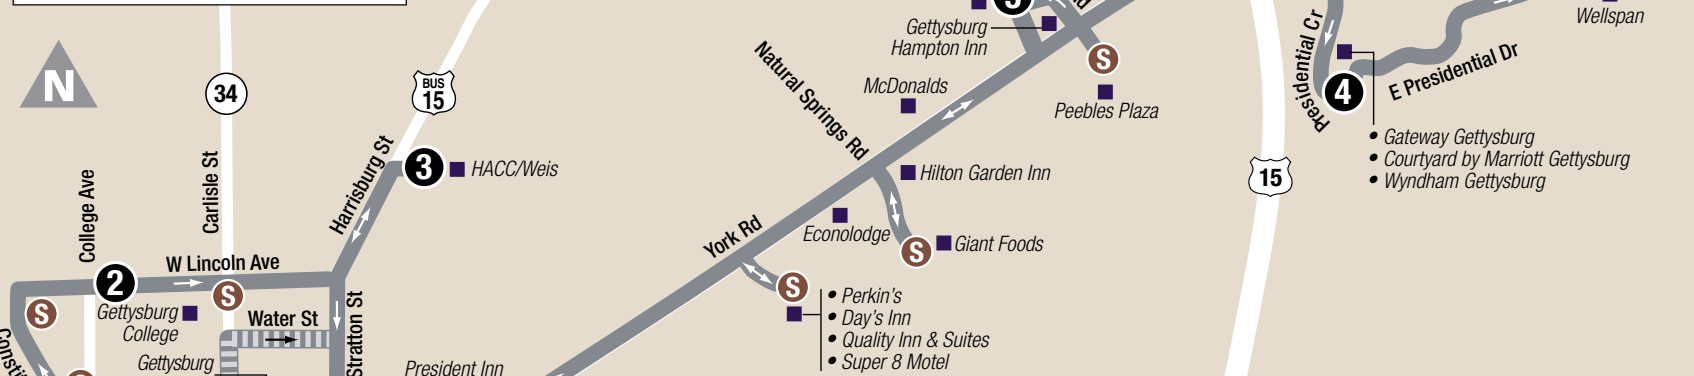 Wellspan
Gettysburg
Hampton Inn
Presidential Cr
N
34
BUS
15
Natural Springs Rd
McDonalds
S
Peebles Plaza
4
E Presidential Dr
• Gateway Gettysburg
• Courtyard by Marriott Gettysburg
• Wyndham Gettysburg
College Ave
Carlisle St
Harrisburg St
3
HACC/Weis
Hilton Garden Inn
15
York Rd
Econolodge
S
Giant Foods
2
W Lincoln Ave
S
S
Gettysburg
College
Water St
Stratton St
Gettysburg
President Inn
S
• Perkin's
• Day's Inn
• Quality Inn & Suites
• Super 8 Motel